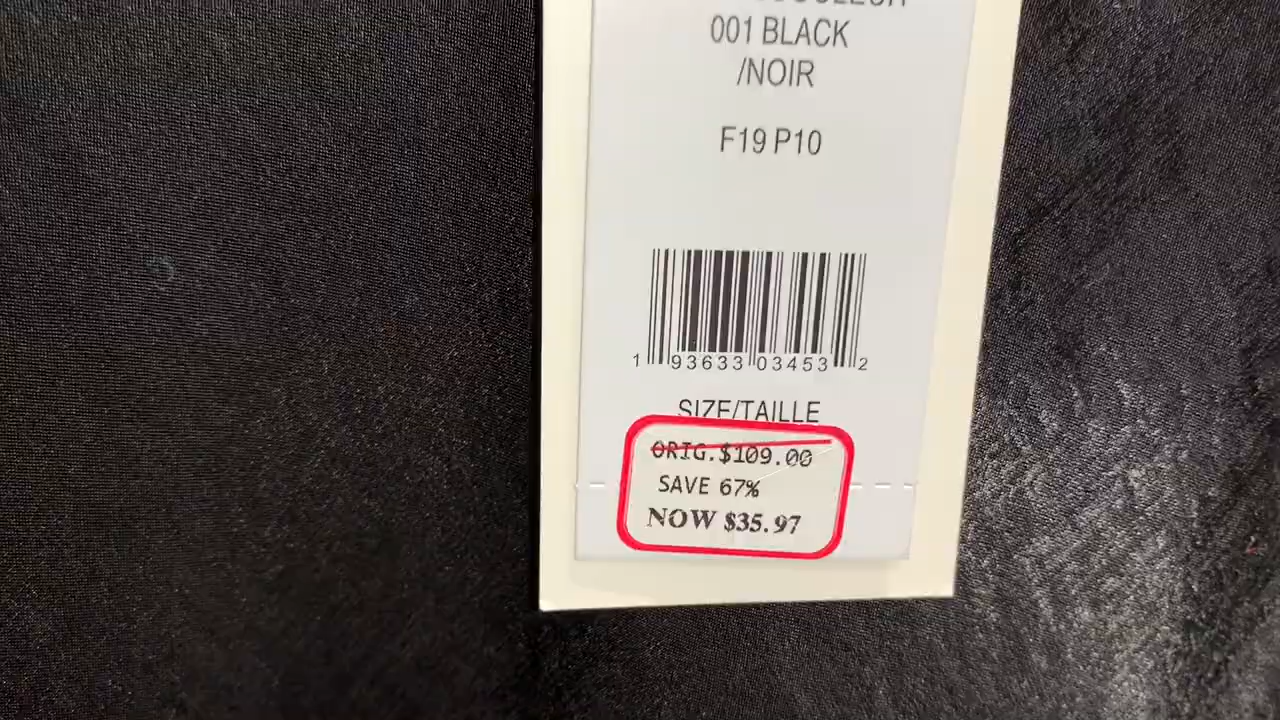 001 BLACK
/NOIR
F19 P10
1 93633 03453 2
SIZE/TAILLE
ORIG.$109.00
SAVE 67%
NOW $35.97